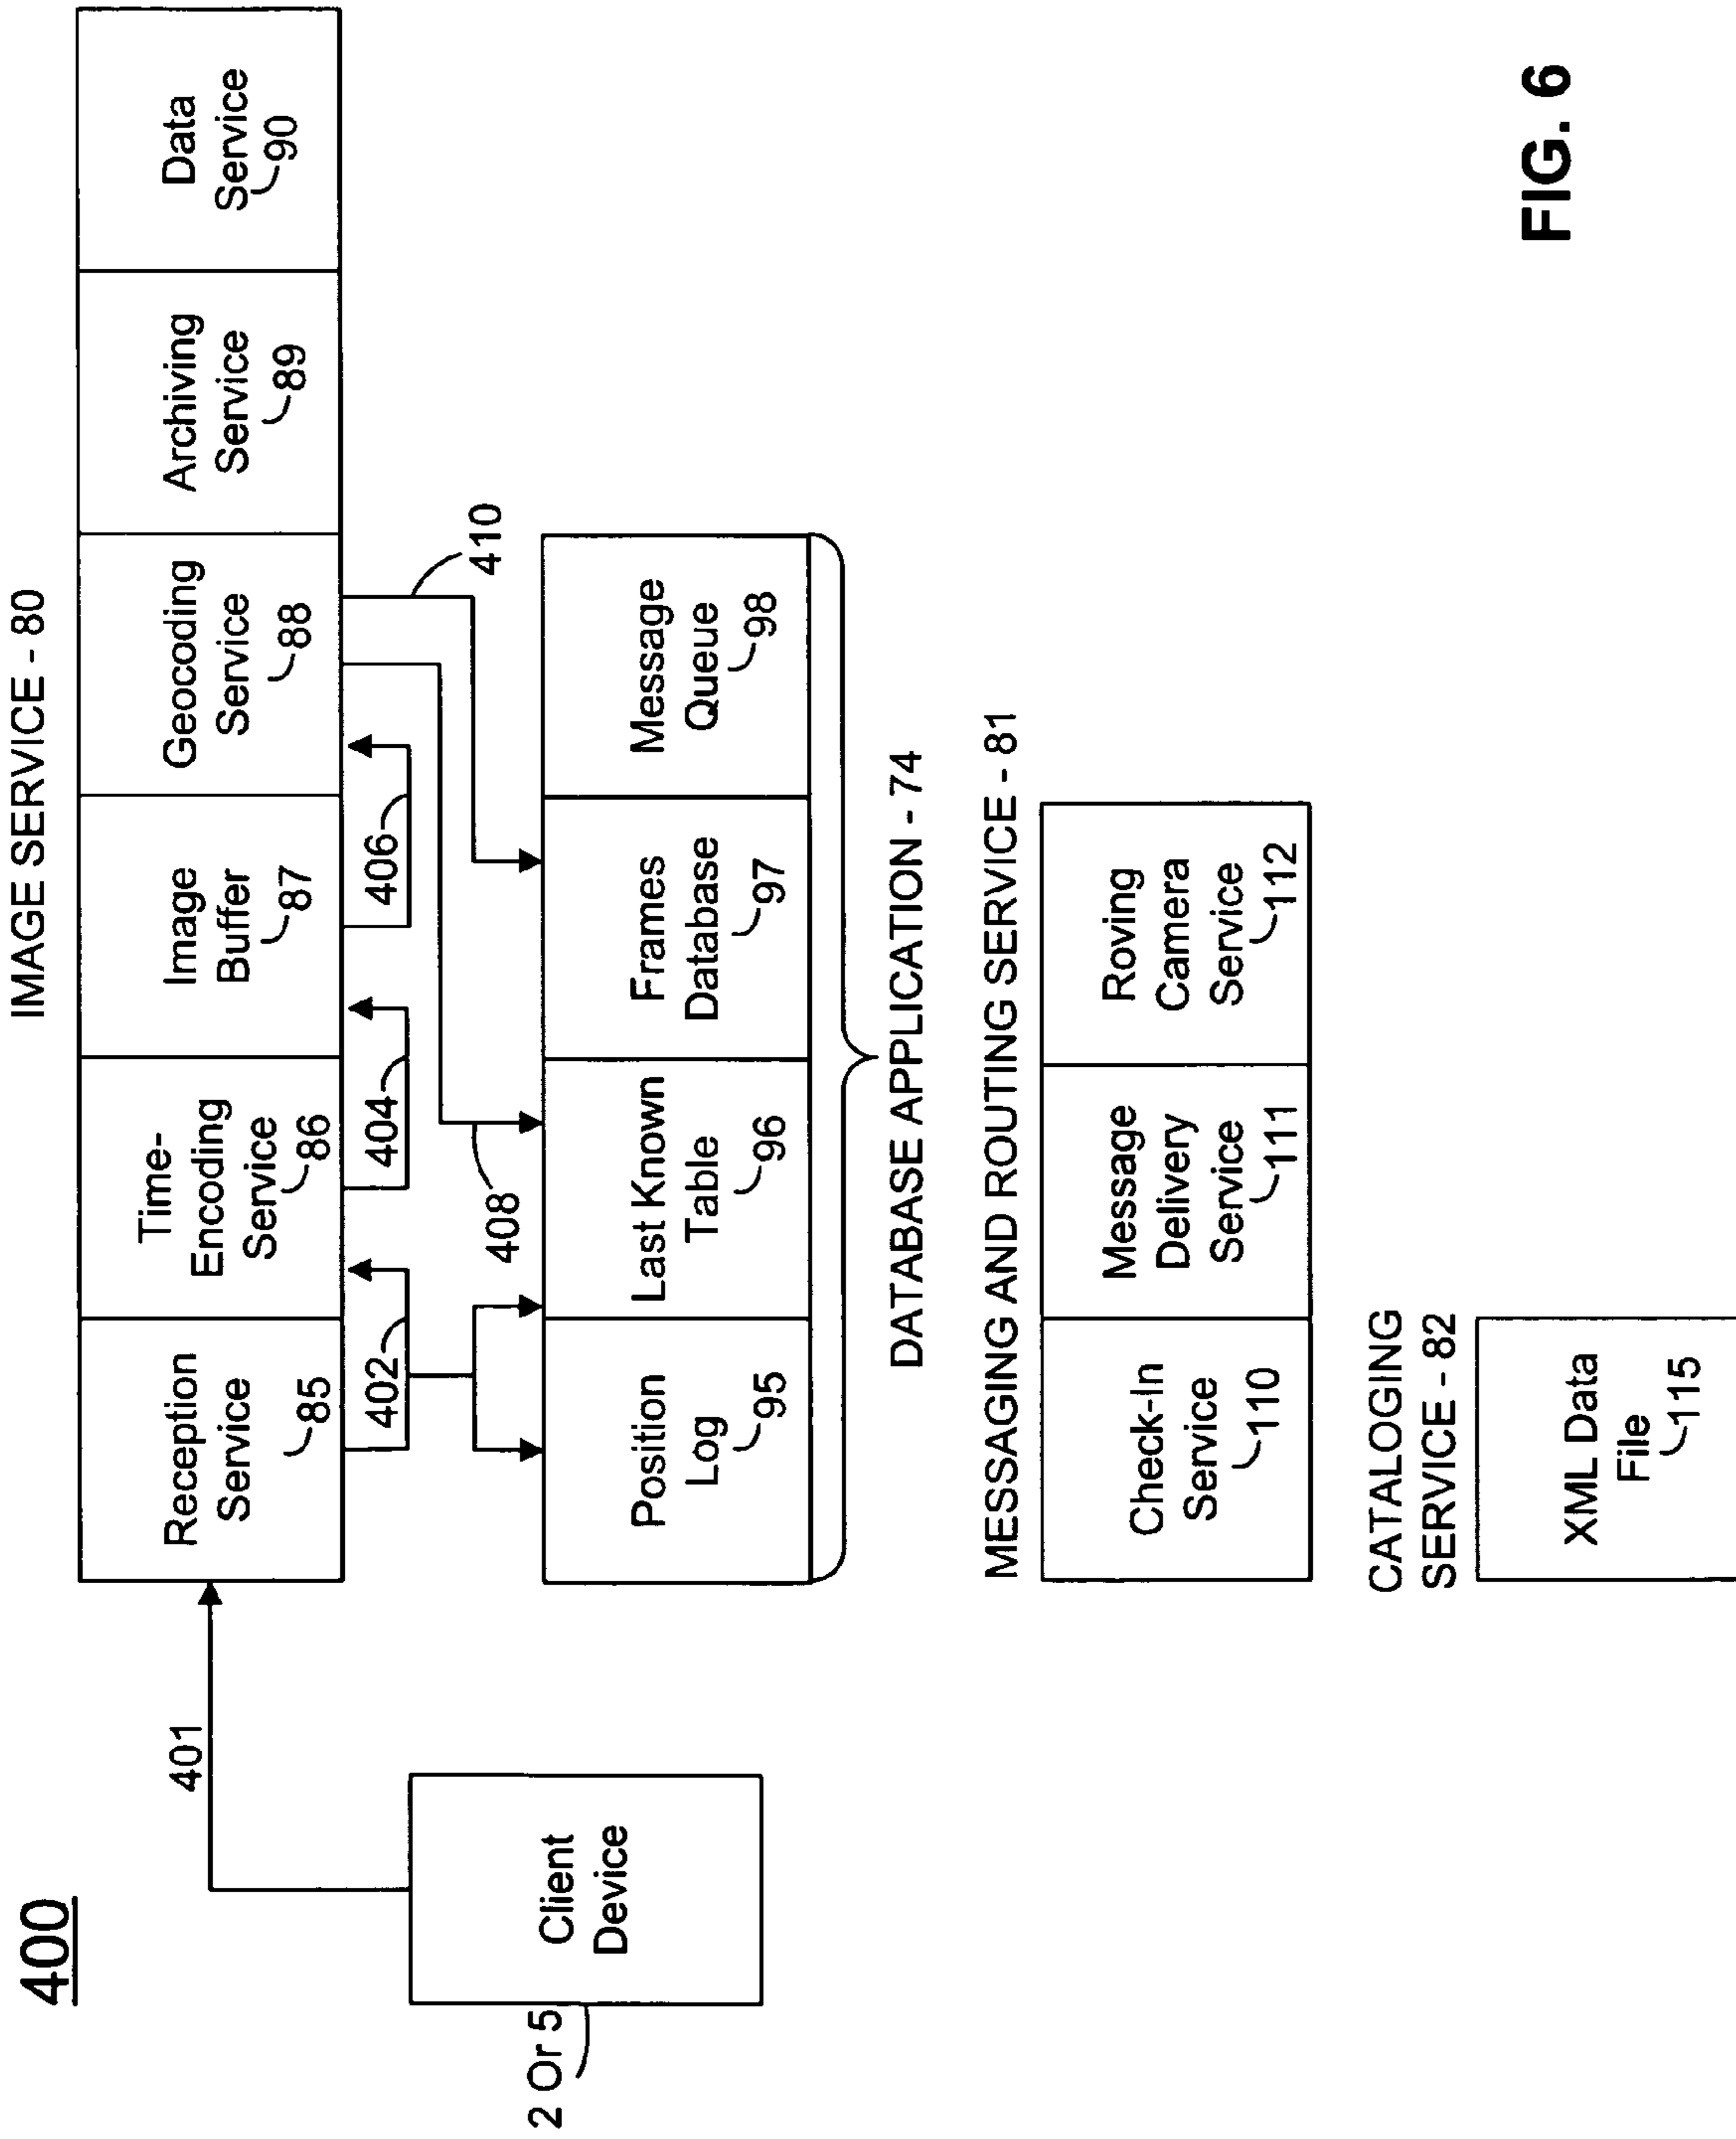 400
IMAGE SERVICE - 80
Reception
Service
85
Time-
Encoding
Service
86
Image
Buffer
87
Geocoding
Service
88
Archiving
Service
89
Data
Service
90
401
402
404
406
408
410
Client
Device
2 Or 5
Position
Log
95
Last Known
Table
96
Frames
Database
97
Message
Queue
98
DATABASE APPLICATION - 74
MESSAGING AND ROUTING SERVICE - 81
Check-In
Service
110
Message
Delivery
Service
111
Roving
Camera
Service
112
CATALOGING
SERVICE - 82
XML Data
File
115
FIG. 6